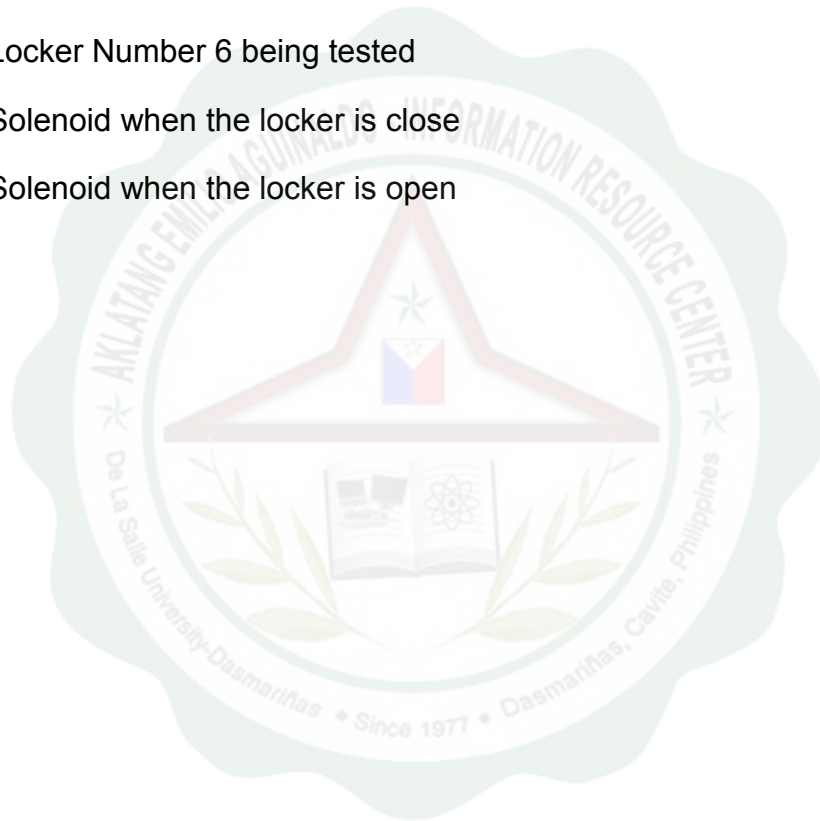 Locker Number 6 being tested
Solenoid when the locker is close
Solenoid when the locker is open
AKLATANG EMILIO AGUINALDO - INFORMATION RESOURCE CENTER
De La Salle University-Dasmariñas • Since 1977 • Dasmariñas, Cavite, Philippines